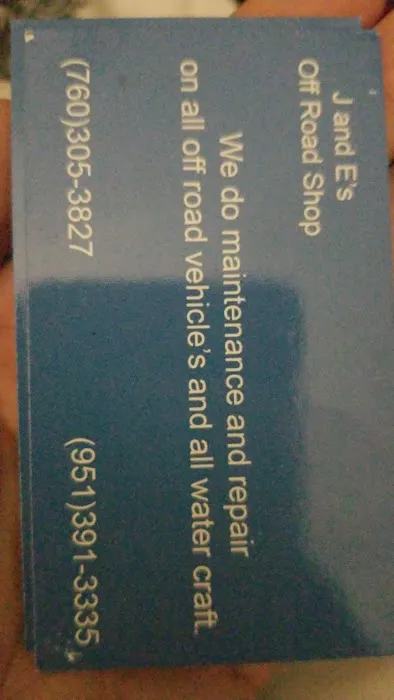 J and E's
Off Road Shop
We do maintenance and repair
on all off road vehicle's and all water craft.
(760)305-3827 (951)391-3335